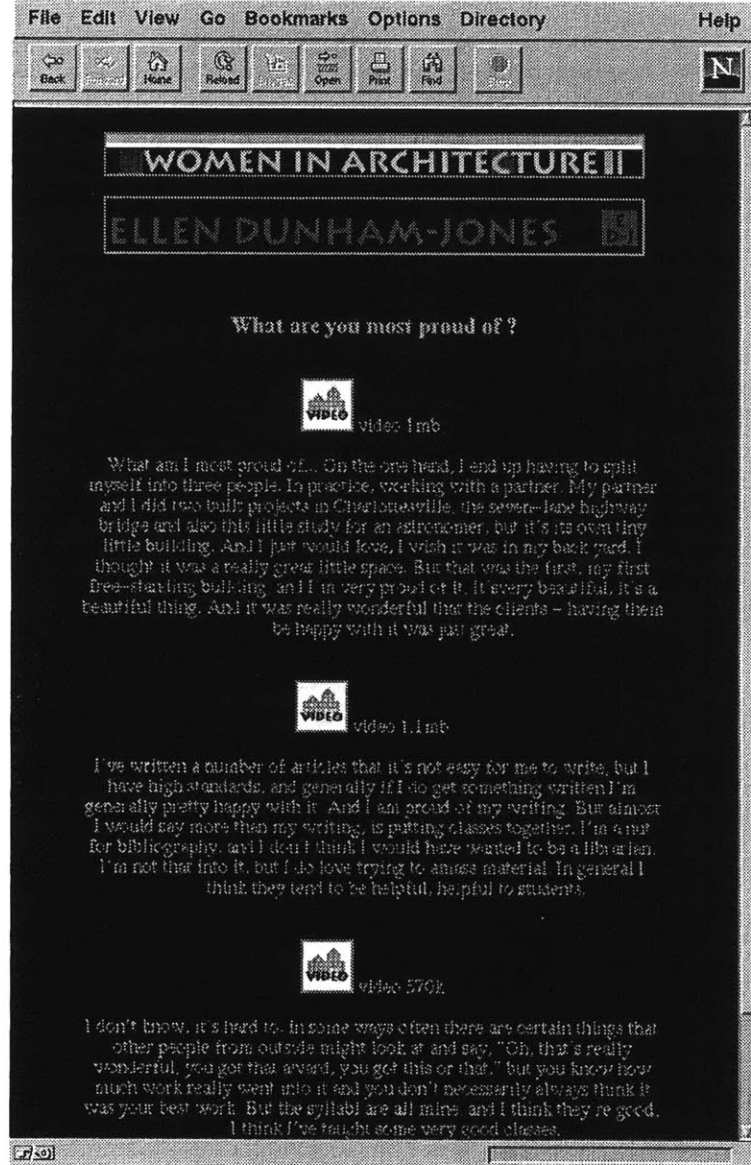 File Edit View Go Bookmarks Options Directory Help
Back Forward Home Reload Images Open Print Find Stop
N
WOMEN IN ARCHITECTURE
ELLEN DUNHAM-JONES
What are you most proud of ?
VIDEO video 1mb
What am I most proud of... On the one hand, I end up having to split
myself into three people. In practice, working with a partner. My partner
and I did two built projects in Charlottesville, the seven-lane highway
bridge and also this little study for an astronomer, but it's its own tiny
little building. And I just would love, I wish it was in my back yard. I
thought it was a really great little space. But that was the first, my first
free-standing building, and I'm very proud of it. It's very beautiful, it's a
beautiful thing. And it was really wonderful that the clients - having them
be happy with it was just great.
VIDEO video 1.1mb
I've written a number of articles that it's not easy for me to write, but I
have high standards, and generally if I do get something written I'm
generally pretty happy with it. And I am proud of my writing. But almost
I would say more then my writing, is putting classes together. I'm a nut
for bibliography, and I don't think I would have wanted to be a librarian.
I'm not that into it, but I do love trying to amass material. In general I
think they tend to be helpful, helpful to students.
VIDEO video 570k
I don't know, it's hard to. In some ways often there are certain things that
other people from outside might look at and say, "Oh, that's really
wonderful, you got that award, you got this or that," but you know how
much work really went into it and you don't necessarily always think it
was your best work. But the syllabi are all mine, and I think they're good.
I think I've taught some very good classes.